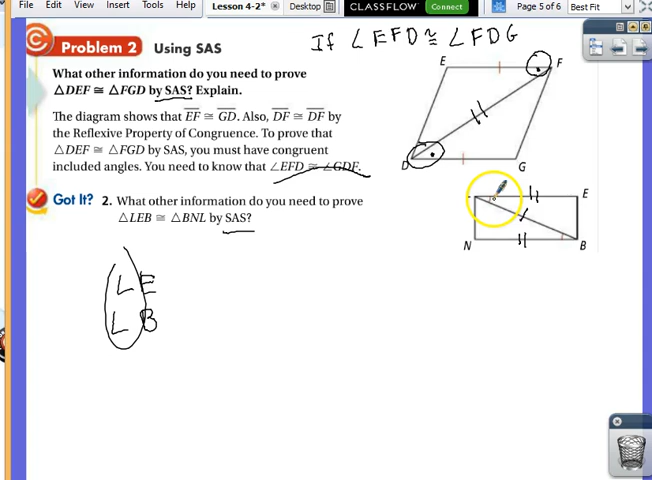 File Edit View Insert Tools Help Lesson 4-2* Desktop CLASSFLOW Connect Page 5 of 6 Best Fit
Problem 2 Using SAS
If ∠EFD ≅ ∠FDG
What other information do you need to prove
△DEF ≅ △FGD by SAS? Explain.
The diagram shows that EF ≅ GD. Also, DF ≅ DF by
the Reflexive Property of Congruence. To prove that
△DEF ≅ △FGD by SAS, you must have congruent
included angles. You need to know that ∠EFD ≅ ∠GDF.
E F
D G
Got It? 2. What other information do you need to prove
△LEB ≅ △BNL by SAS?
E
N B
LE
LB